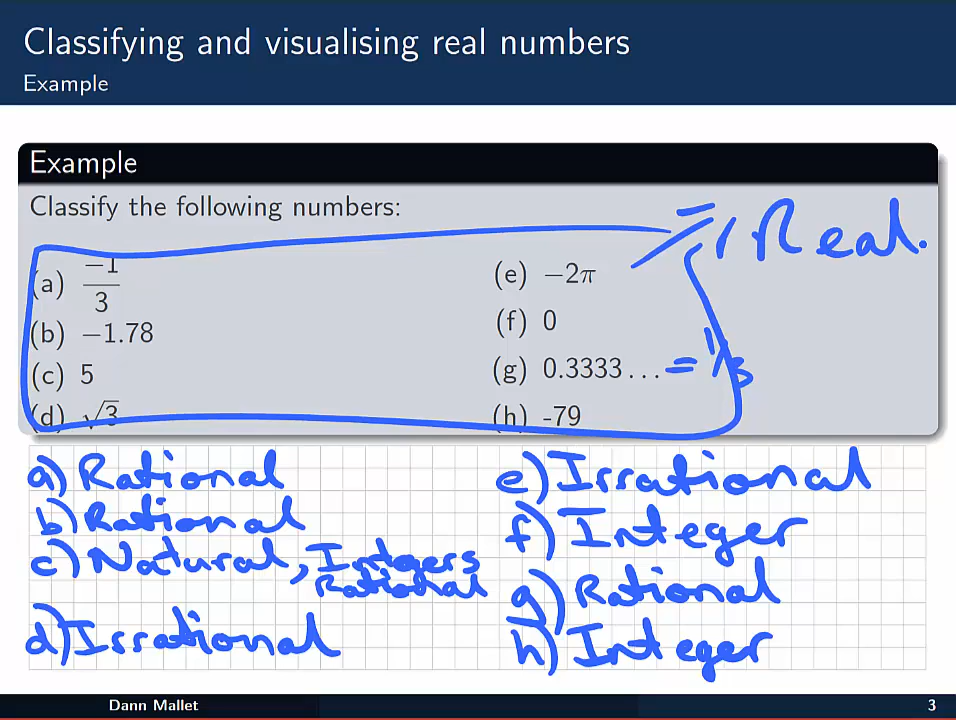 Classifying and visualising real numbers
Example
Example
Classify the following numbers:
(a) −1/3
(b) −1.78
(c) 5
(d) √3
(e) −2π
(f) 0
(g) 0.3333... = 1/3
(h) -79
Real.
a) Rational
b) Rational
c) Natural, Integers
Rational
d) Irrational
e) Irrational
f) Integer
g) Rational
h) Integer
Dann Mallet
3